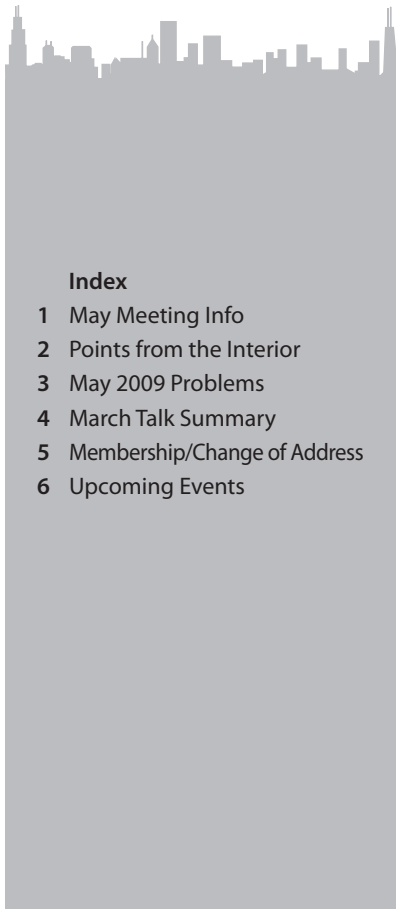 Index
1 May Meeting Info
2 Points from the Interior
3 May 2009 Problems
4 March Talk Summary
5 Membership/Change of Address
6 Upcoming Events